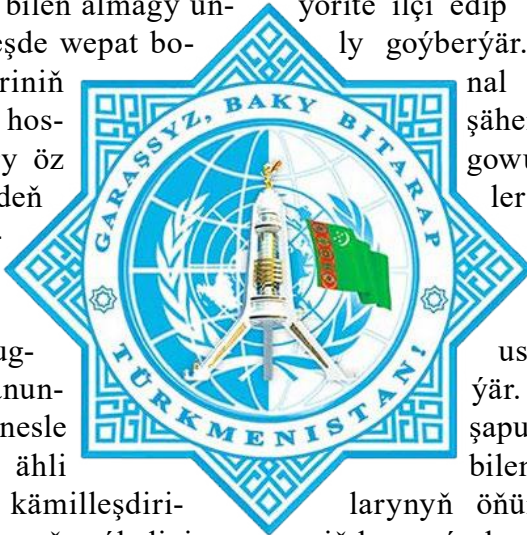 bilen almagy un-
eşde wepat bo-
riniň
hos-
y öz
deň
ug-
anun-
nesle
ähli
kämilleşdiri-
ýörite ilçi edip
ly goýberýär.
nal
şäher
gowu
ler
us
ýär.
şapu
bilen
larynyň öňü
GARAŞSYZ, BAKY BITARAP
TÜRKMENISTAN!